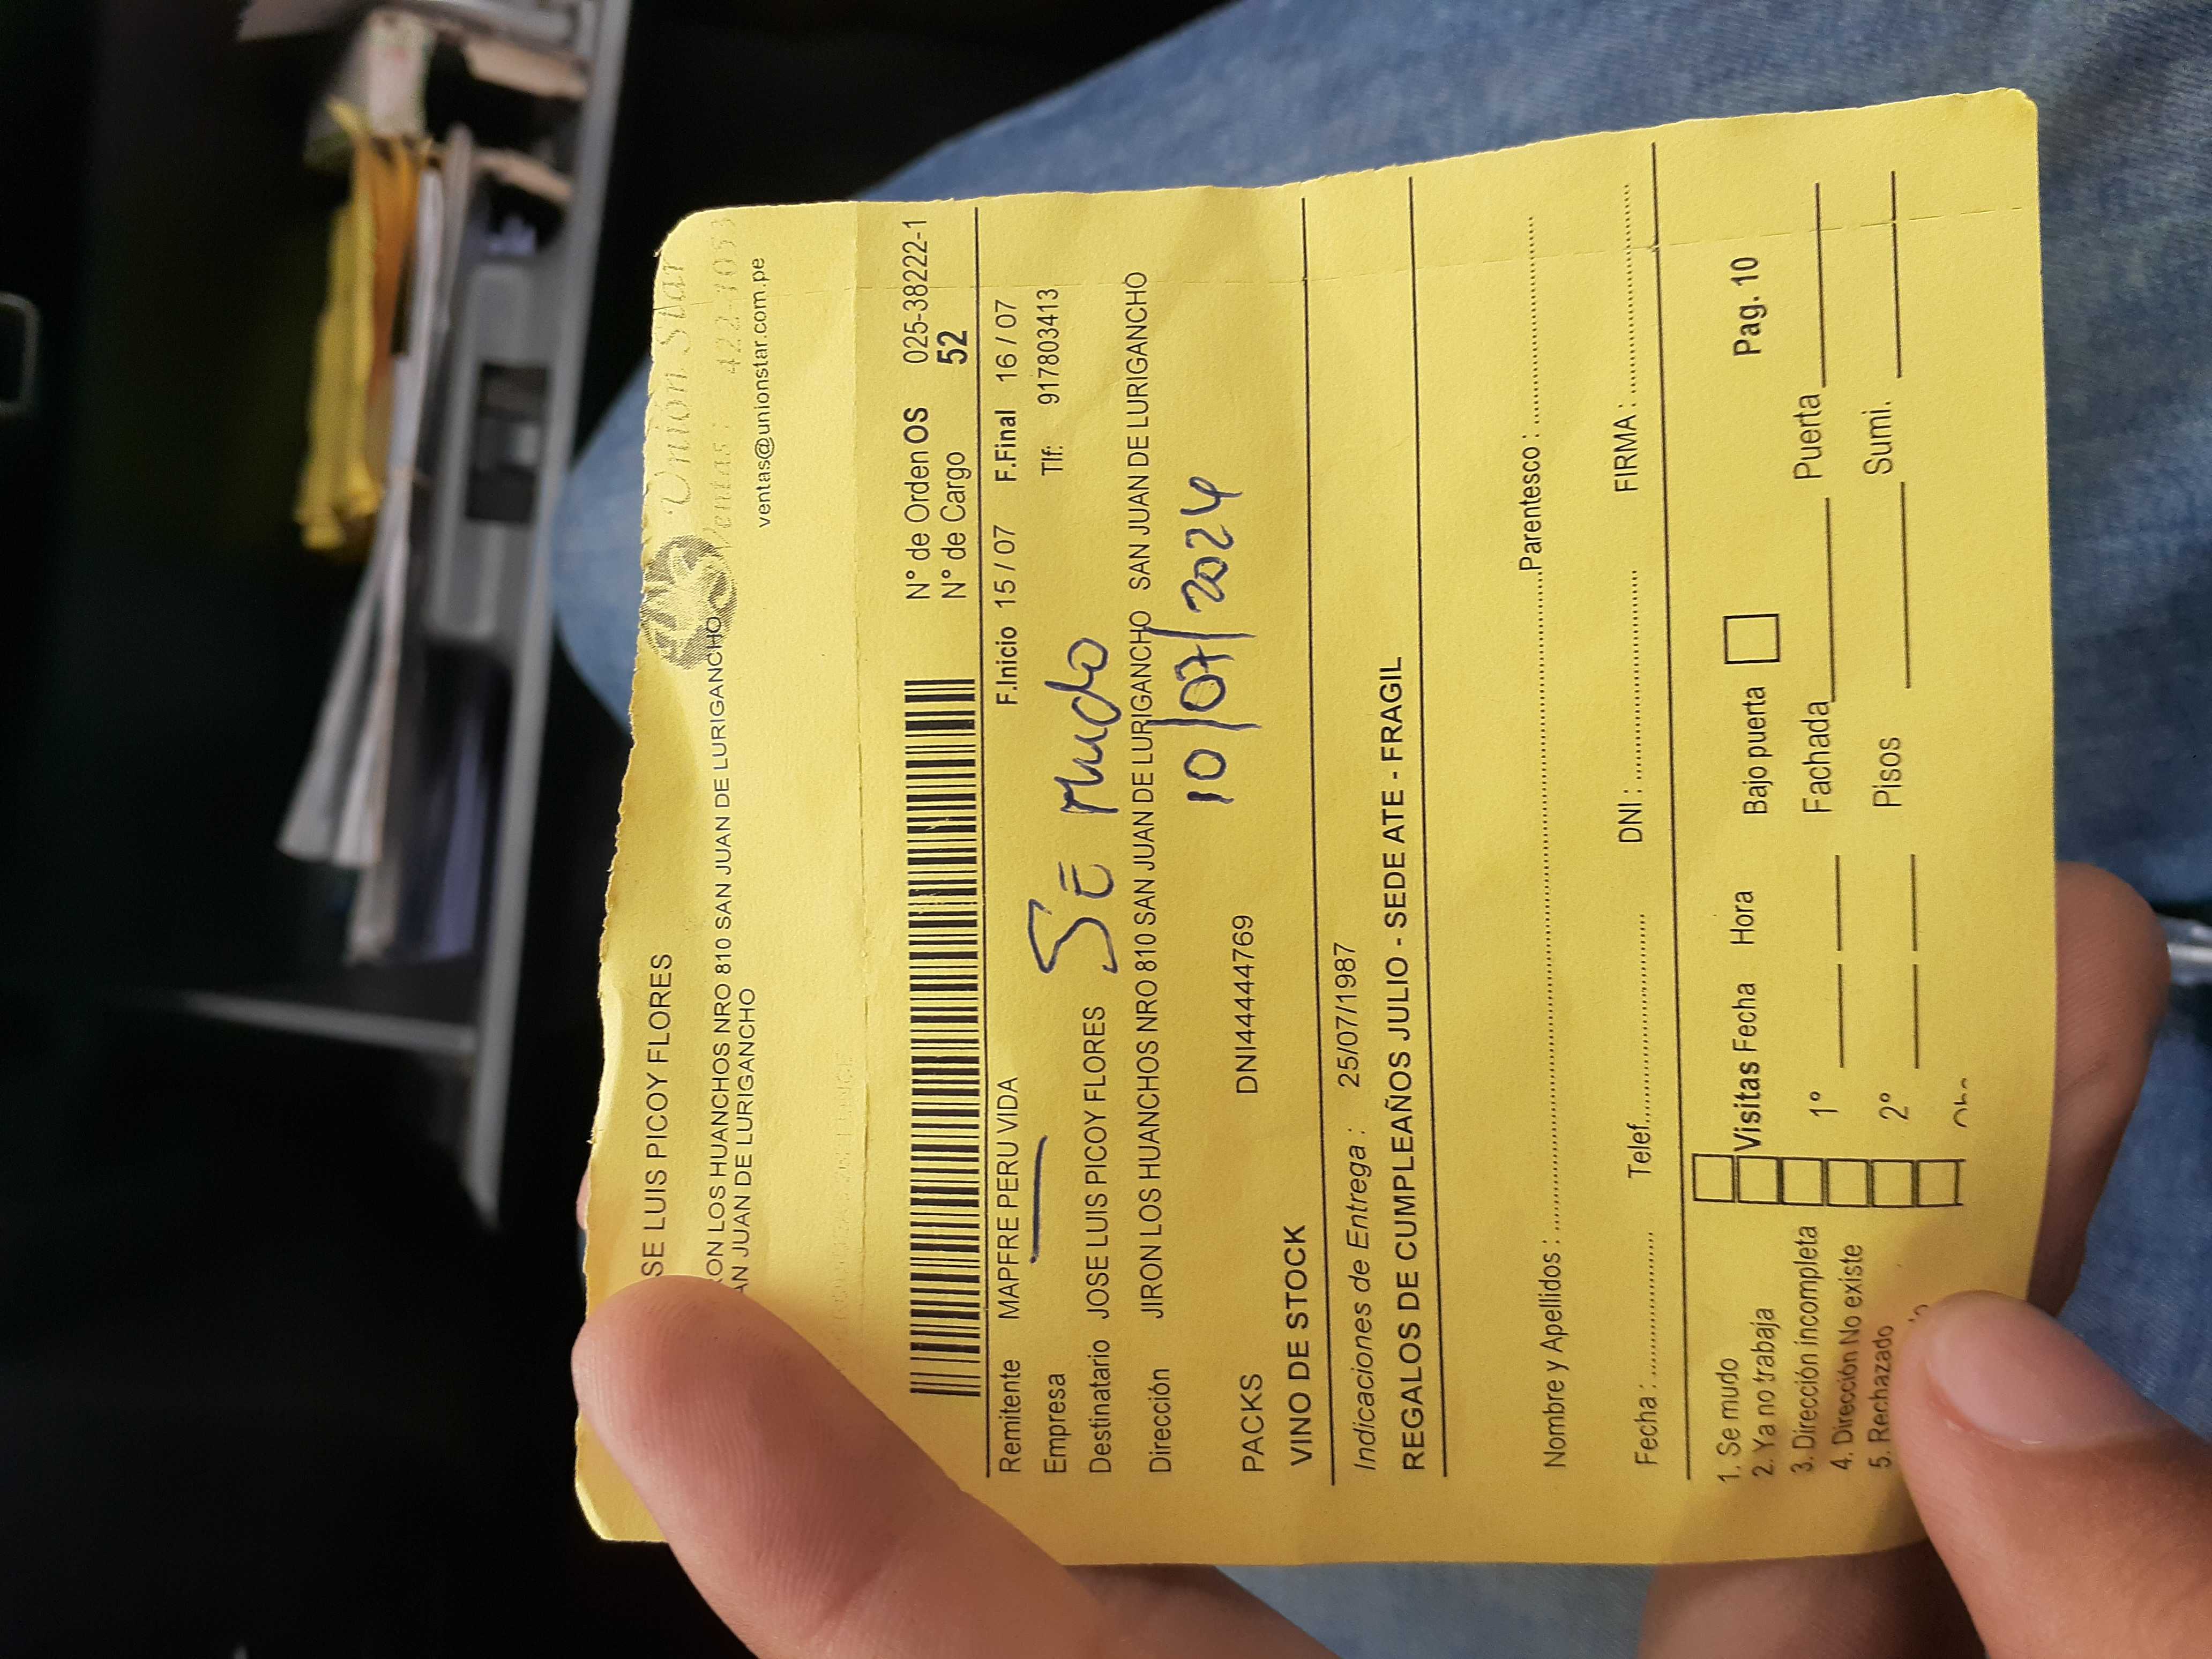 SE LUIS PICOY FLORES
Union Star
RON LOS HUANCHOS NRO 810 SAN JUAN DE LURIGANCHO
Ventas : 422-1053
AN JUAN DE LURIGANCHO
ventas@unionstar.com.pe
N° de Orden OS 025-38222-1
N° de Cargo 52
Remitente MAPFRE PERU VIDA F.Inicio 15 / 07 F.Final 16 / 07
Empresa Tlf: 917803413
SE Mudo
Destinatario JOSE LUIS PICOY FLORES
Dirección JIRON LOS HUANCHOS NRO 810 SAN JUAN DE LURIGANCHO SAN JUAN DE LURIGANCHO
10/07/2024
PACKS DNI44444769
VINO DE STOCK
Indicaciones de Entrega : 25/07/1987
REGALOS DE CUMPLEAÑOS JULIO - SEDE ATE - FRAGIL
Nombre y Apellidos : Parentesco :
Fecha : Telef. DNI : FIRMA :
1. Se mudo
2. Ya no trabaja Visitas Fecha Hora Bajo puerta Pag. 10
3. Dirección incompleta 1° Fachada Puerta
4. Dirección No existe
5. Rechazado 2° Pisos Sumi.